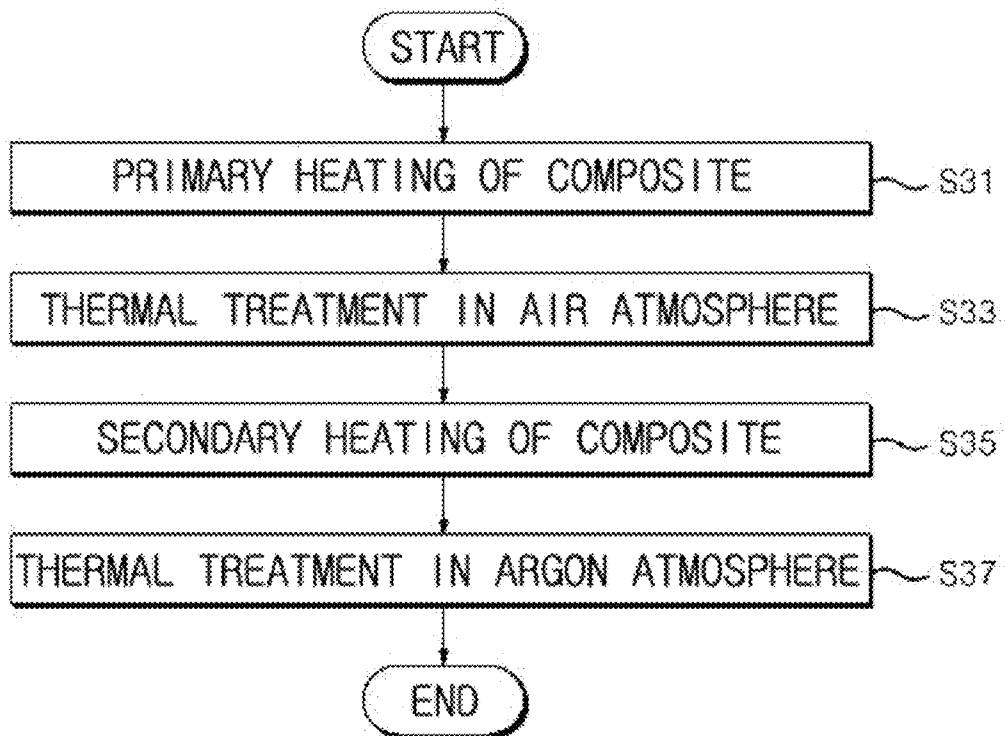 START
PRIMARY HEATING OF COMPOSITE
S31
THERMAL TREATMENT IN AIR ATMOSPHERE
S33
SECONDARY HEATING OF COMPOSITE
S35
THERMAL TREATMENT IN ARGON ATMOSPHERE
S37
END